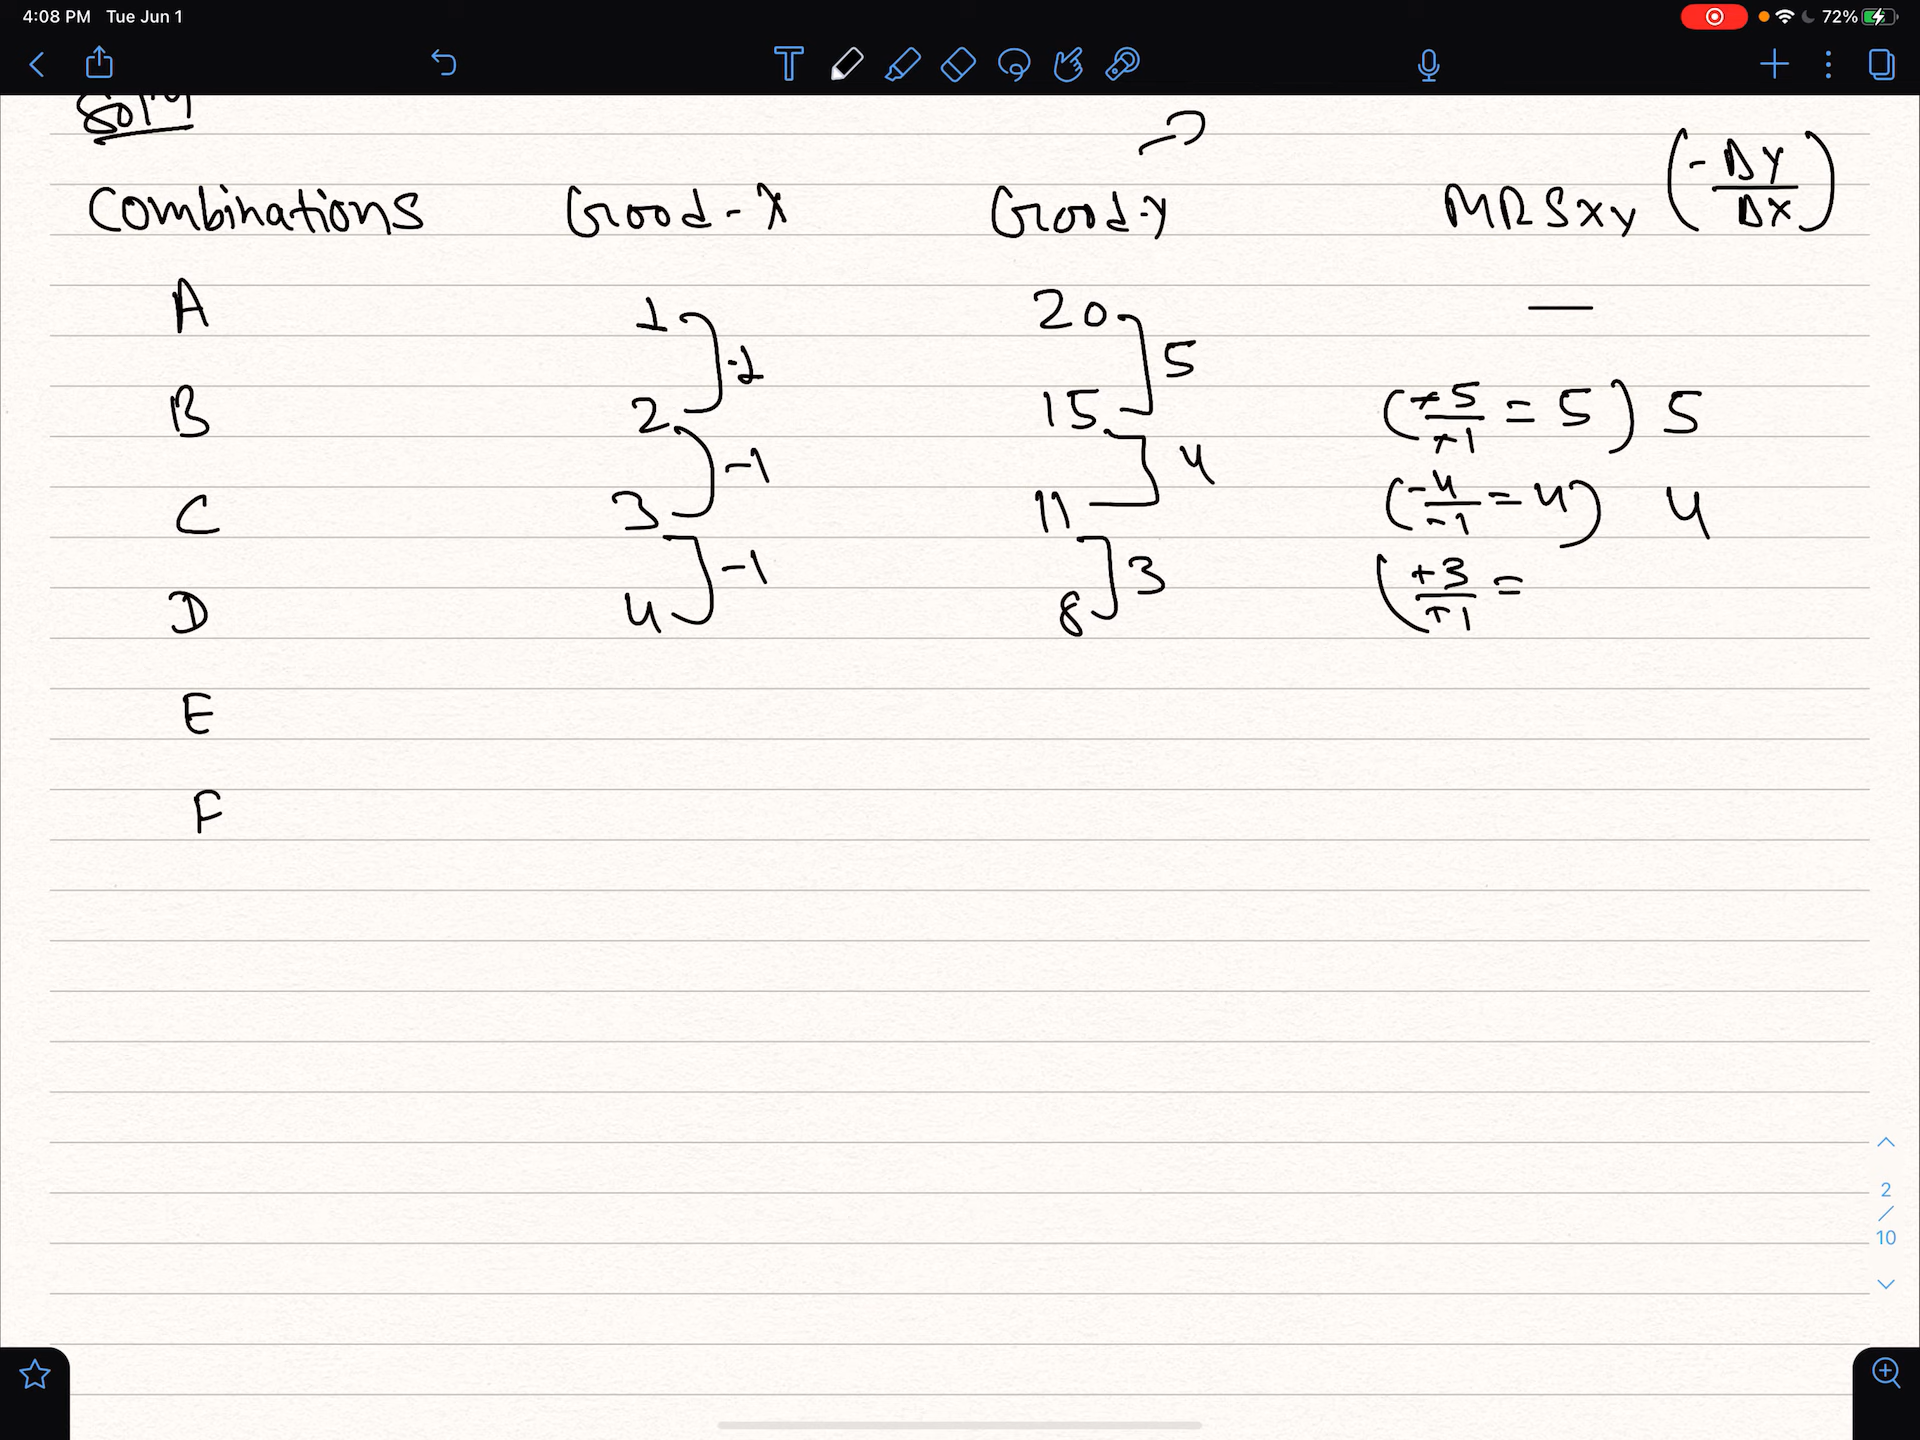 4:08 PM Tue Jun 1 72%
T
Soln
Combinations Good-X Good-Y MRSxy (-ΔY/ΔX)
A 1 20 —
-1 5
B 2 15 (+5/+1 = 5) 5
-1 4
C 3 11 (-4/-1 = 4) 4
-1 3
D 4 8 (+3/+1 =
E
F
2
/
10